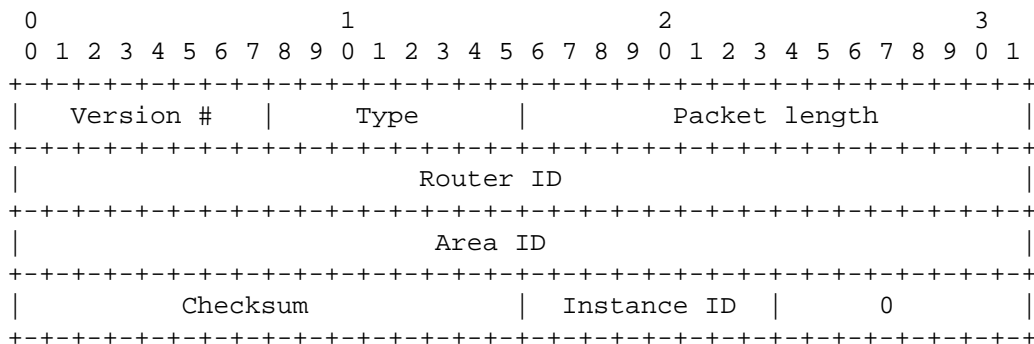 0                   1                   2                   3
 0 1 2 3 4 5 6 7 8 9 0 1 2 3 4 5 6 7 8 9 0 1 2 3 4 5 6 7 8 9 0 1
+-+-+-+-+-+-+-+-+-+-+-+-+-+-+-+-+-+-+-+-+-+-+-+-+-+-+-+-+-+-+-+-+
|   Version #   |     Type      |         Packet length         |
+-+-+-+-+-+-+-+-+-+-+-+-+-+-+-+-+-+-+-+-+-+-+-+-+-+-+-+-+-+-+-+-+
|                         Router ID                             |
+-+-+-+-+-+-+-+-+-+-+-+-+-+-+-+-+-+-+-+-+-+-+-+-+-+-+-+-+-+-+-+-+
|                          Area ID                              |
+-+-+-+-+-+-+-+-+-+-+-+-+-+-+-+-+-+-+-+-+-+-+-+-+-+-+-+-+-+-+-+-+
|          Checksum             |  Instance ID  |      0        |
+-+-+-+-+-+-+-+-+-+-+-+-+-+-+-+-+-+-+-+-+-+-+-+-+-+-+-+-+-+-+-+-+